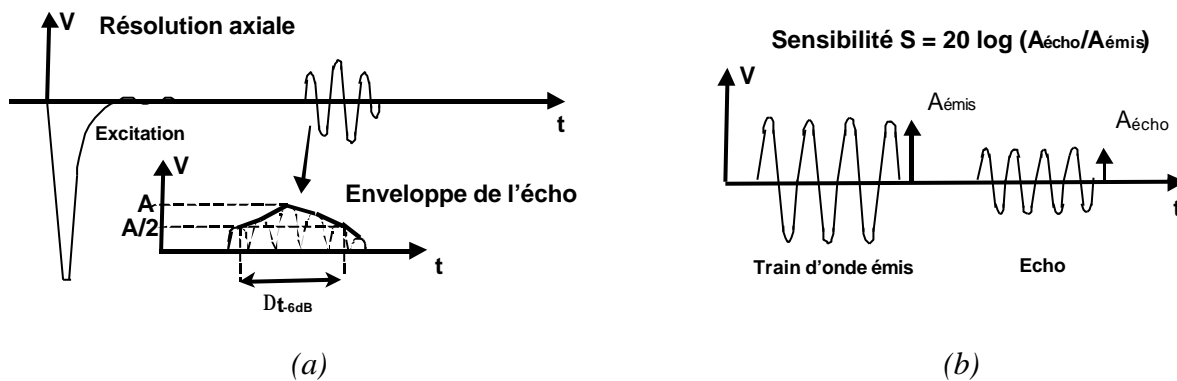 V
Résolution axiale
t
Excitation
V
Enveloppe de l'écho
A
A/2
t
Dt-6dB
(a)
Sensibilité S = 20 log (Aécho/Aémis)
V
Aémis
Aécho
t
Train d'onde émis
Echo
(b)